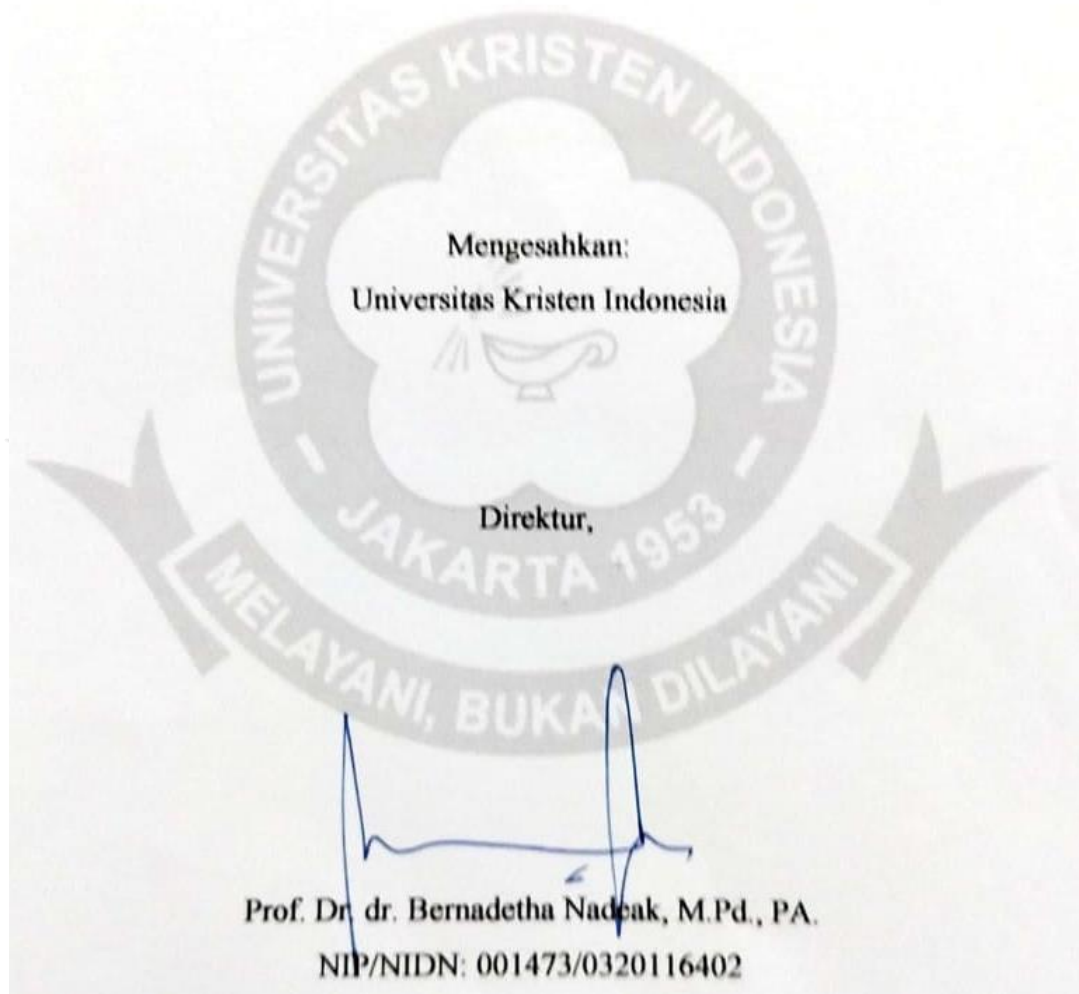 UNIVERSITAS KRISTEN INDONESIA
Mengesahkan:
Universitas Kristen Indonesia
Direktur,
- JAKARTA 1953 -
MELAYANI, BUKAN DILAYANI
Prof. Dr. dr. Bernadetha Nadeak, M.Pd., PA.
NIP/NIDN: 001473/0320116402